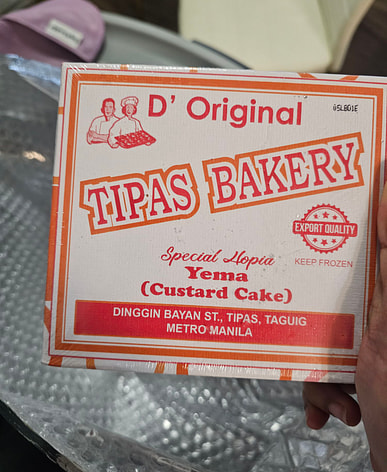 D' Original
TIPAS BAKERY
EXPORT QUALITY
KEEP FROZEN
Special Hopia
Yema
(Custard Cake)
DINGGIN BAYAN ST., TIPAS, TAGUIG
METRO MANILA